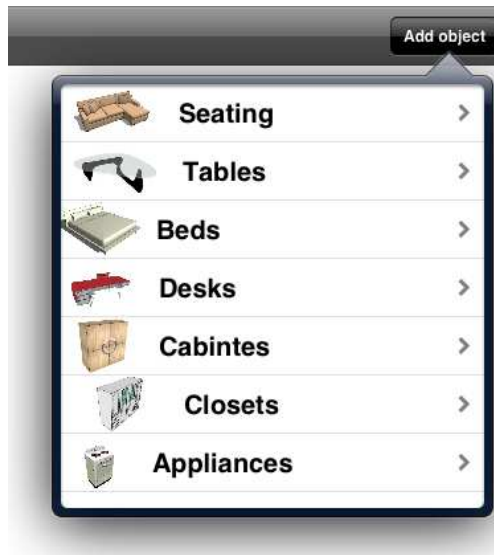 Add object
Seating
Tables
Beds
Desks
Cabintes
Closets
Appliances